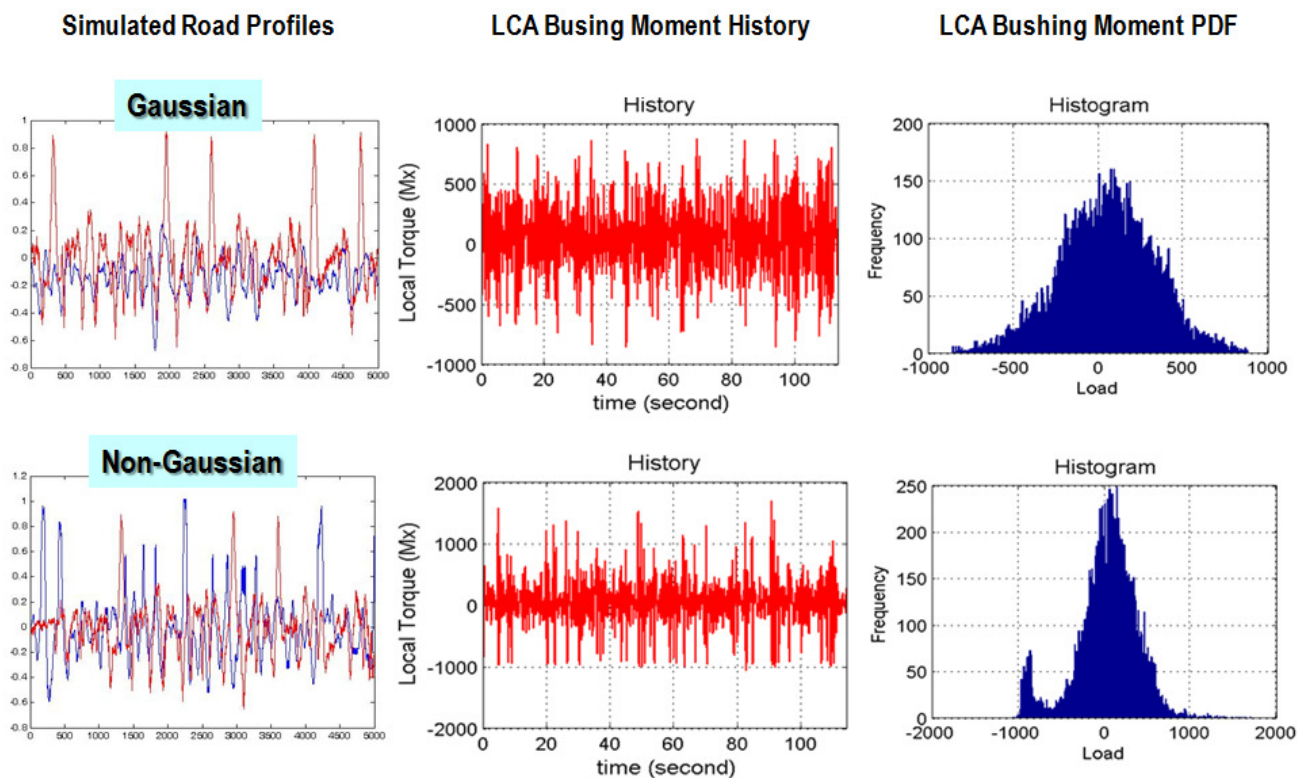 Simulated Road Profiles
LCA Busing Moment History
LCA Bushing Moment PDF
Gaussian
1
0.8
0.6
0.4
0.2
0
-0.2
-0.4
-0.6
-0.8
0 500 1000 1500 2000 2500 3000 3500 4000 4500 5000
History
Local Torque (Mx)
1000
500
0
-500
-1000
0 20 40 60 80 100
time (second)
Histogram
Frequency
200
150
100
50
0
-1000 -500 0 500 1000
Load
Non-Gaussian
1.2
1
0.8
0.6
0.4
0.2
0
-0.2
-0.4
-0.6
-0.8
0 500 1000 1500 2000 2500 3000 3500 4000 4500 5000
History
Local Torque (Mx)
2000
1000
0
-1000
2000
0 20 40 60 80 100
time (second)
Histogram
Frequency
250
200
150
100
50
0
-2000 -1000 0 1000 2000
Load